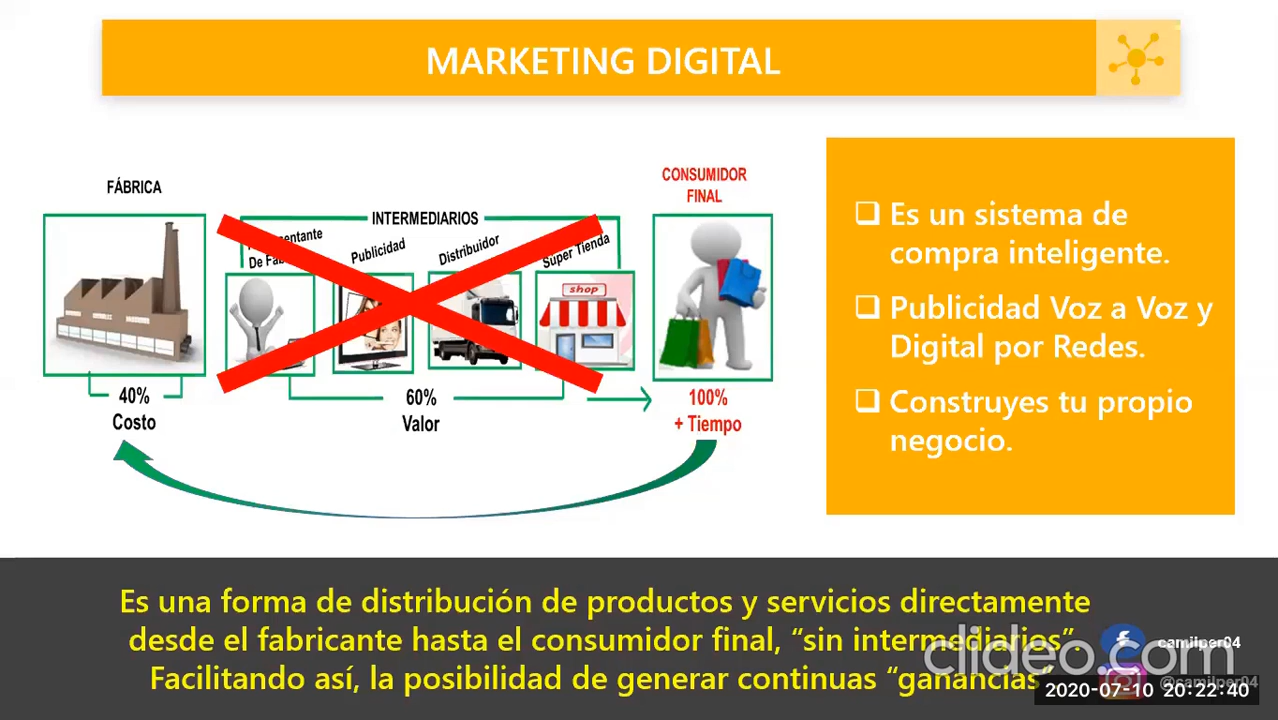 MARKETING DIGITAL
FÁBRICA
INTERMEDIARIOS
Publicidad
Distribuidor
Super Tienda
shop
CONSUMIDOR
FINAL
40%
Costo
60%
Valor
100%
+ Tiempo
Es un sistema de
compra inteligente.
Publicidad Voz a Voz y
Digital por Redes.
Construyes tu propio
negocio.
Es una forma de distribución de productos y servicios directamente
desde el fabricante hasta el consumidor final, “sin intermediarios”
Facilitando así, la posibilidad de generar continuas “ganancias”
camilper04
@camilper04
clideo.com
2020-07-10 20:22:40